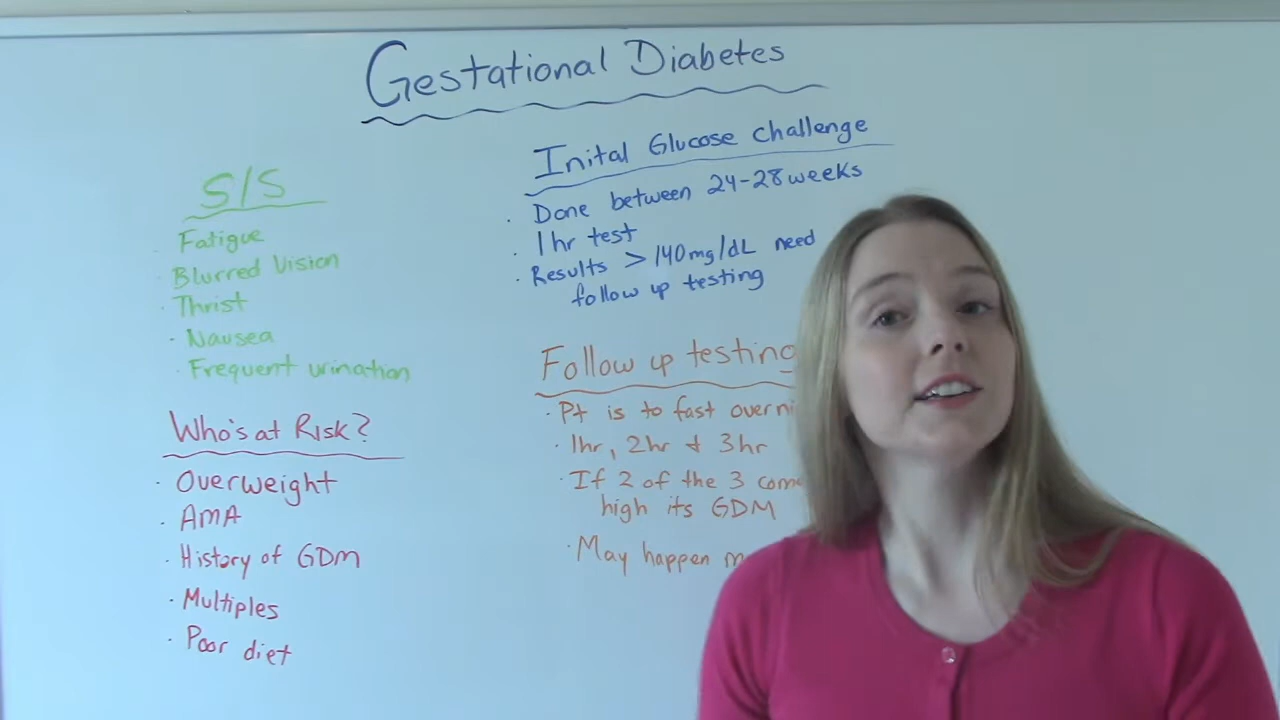 Gestational Diabetes
S/S
· Fatigue
· Blurred Vision
· Thrist
· Nausea
· Frequent urination
Who's at Risk?
· Overweight
· AMA
· History of GDM
· Multiples
· Poor diet
Inital Glucose challenge
· Done between 24-28 weeks
· 1hr test
· Results > 140mg/dL need
follow up testing
Follow up testing
· Pt is to fast
· 1hr, 2hr + 3hr
· If 2 of the 3
high its GDM
· May happen